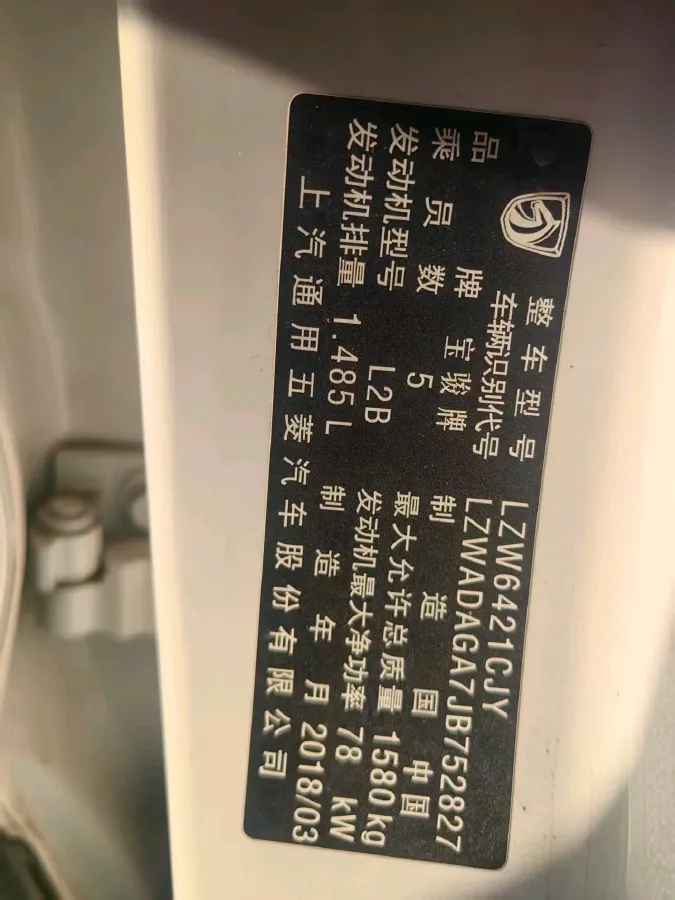 整车型号 LZW6421CJY
车辆识别代号 LZWADAGA7JB752827
品牌 宝骏牌 制造国 中国
乘员数 5 最大允许总质量 1580 kg
发动机型号 L2B 发动机最大净功率 78 kW
发动机排量 1.485 L 制造年月 2018/03
上汽通用五菱汽车股份有限公司